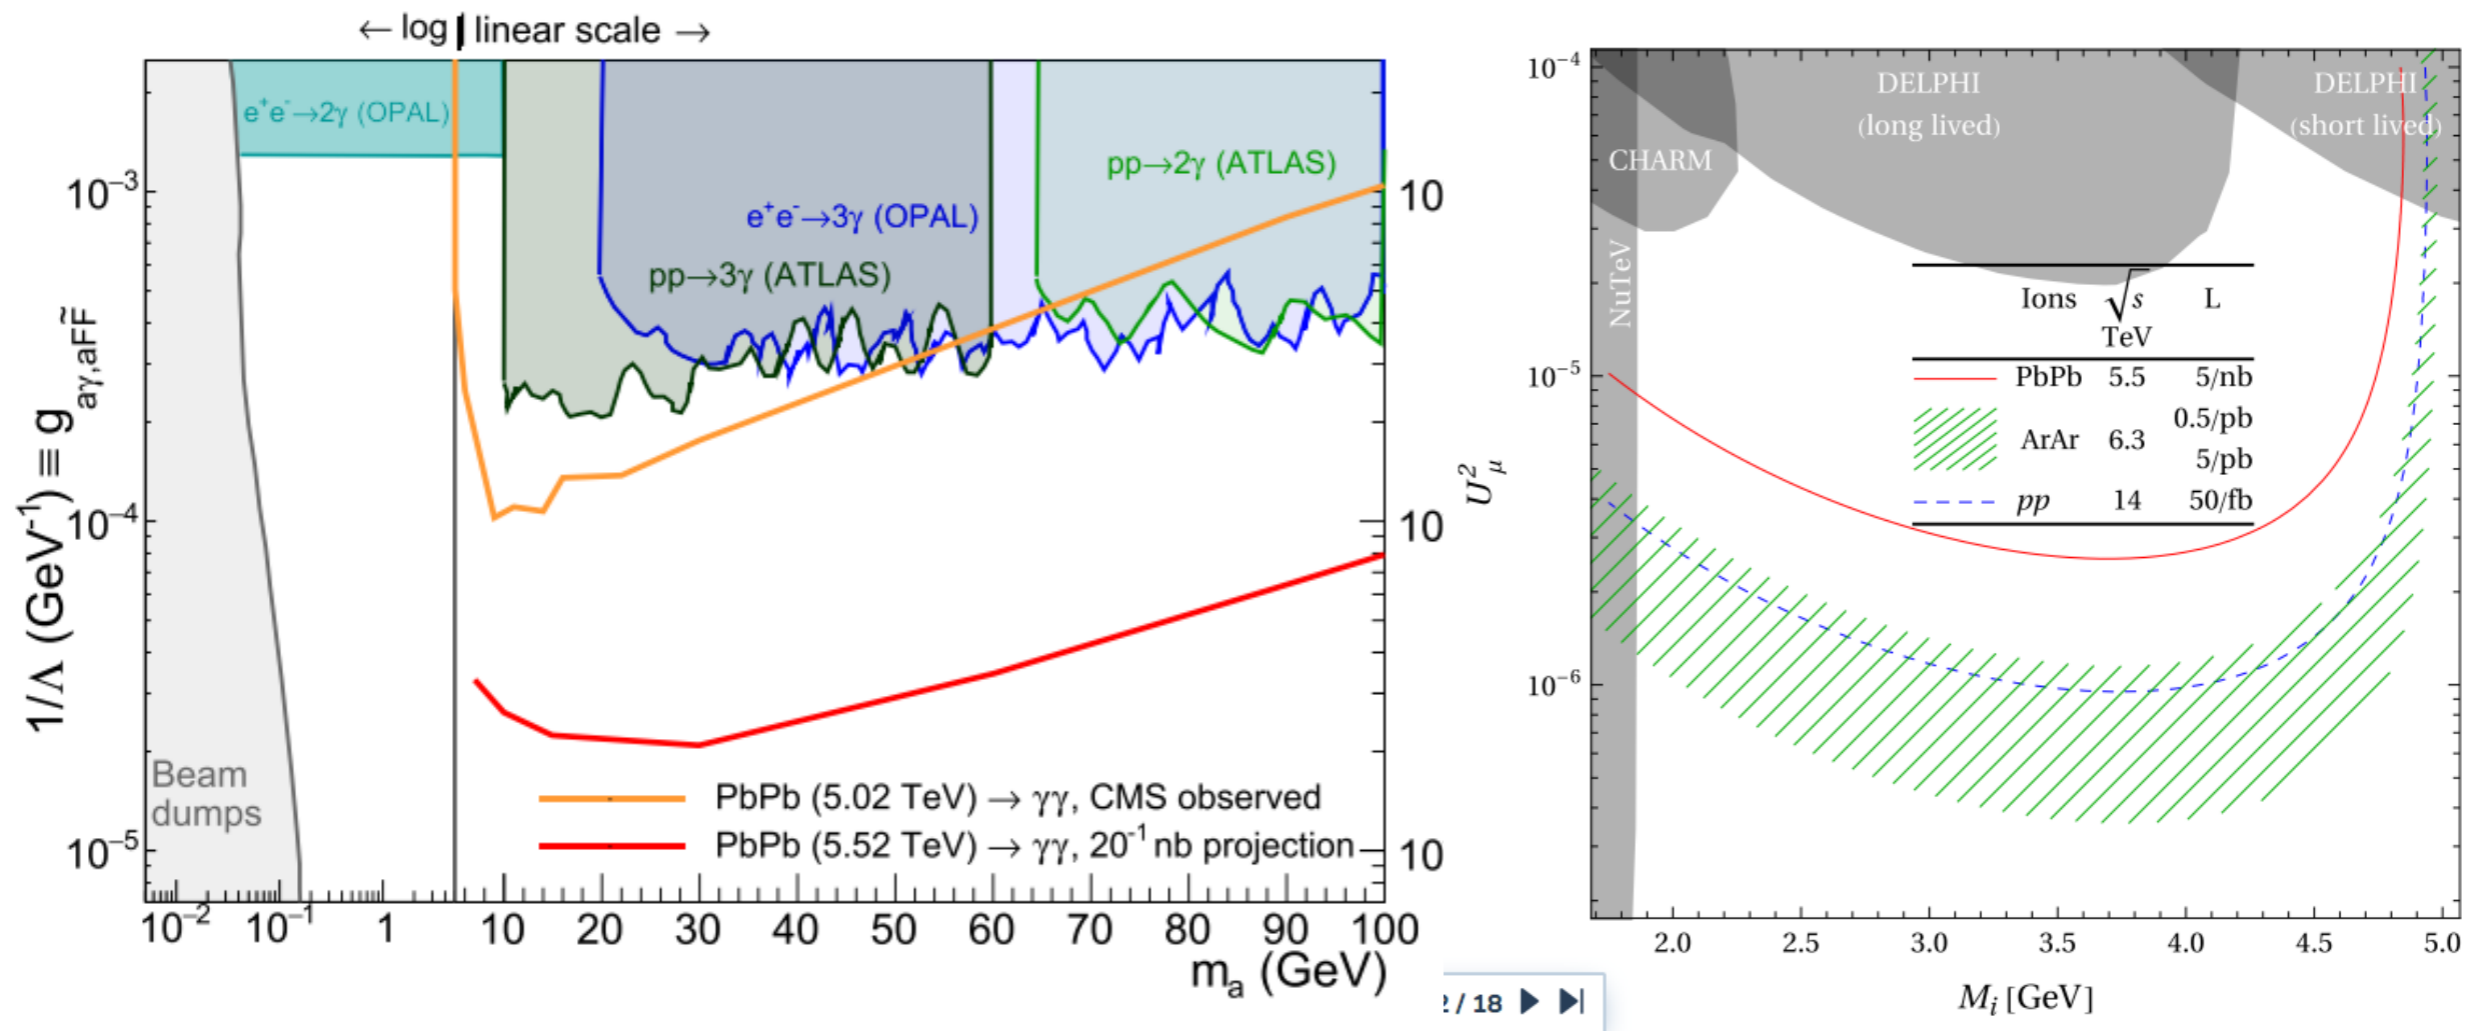 ← log | linear scale →
e⁺e⁻→2γ (OPAL)
pp→2γ (ATLAS)
e⁺e⁻→3γ (OPAL)
pp→3γ (ATLAS)
Beam
dumps
PbPb (5.02 TeV) → γγ, CMS observed
PbPb (5.52 TeV) → γγ, 20⁻¹ nb projection
1/Λ (GeV⁻¹) ≡ g aγ,aFF̃
10⁻³
10⁻⁴
10⁻⁵
10
10
10
10⁻² 10⁻¹ 1 10 20 30 40 50 60 70 80 90 100
mₐ (GeV)
2 / 18
DELPHI
(long lived)
DELPHI
(short lived)
CHARM
NuTeV
Ions √s L
TeV
PbPb 5.5 5/nb
0.5/pb
ArAr 6.3
5/pb
pp 14 50/fb
U²μ
10⁻⁴
10⁻⁵
10⁻⁶
2.0 2.5 3.0 3.5 4.0 4.5 5.0
Mᵢ [GeV]